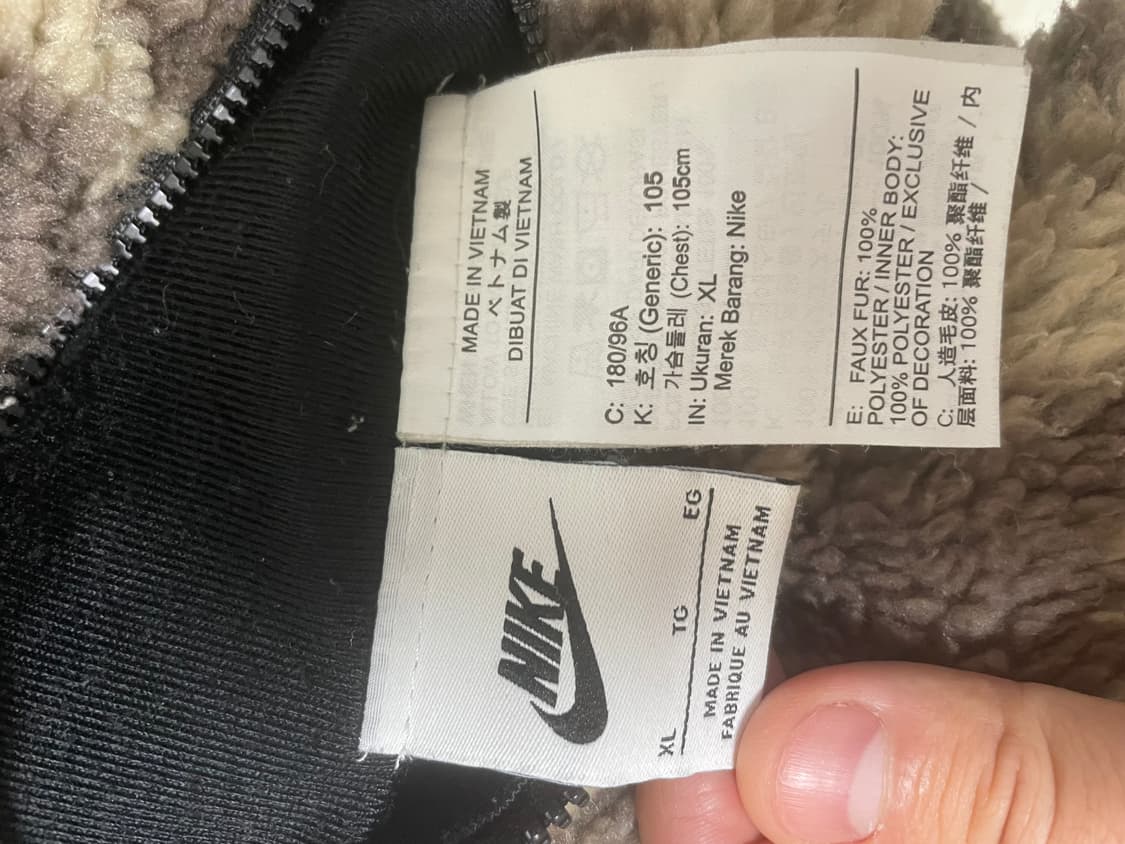 MADE IN VIETNAM
ベトナム製
DIBUAT DI VIETNAM
C: 180/96A
K: 호칭 (Generic): 105
가슴둘레 (Chest): 105cm
IN: Ukuran: XL
Merek Barang: Nike
E: FAUX FUR: 100%
POLYESTER / INNER BODY:
100% POLYESTER / EXCLUSIVE
OF DECORATION
C: 人造毛皮: 100% 聚酯纤维 / 内
层面料: 100% 聚酯纤维 /
NIKE
XL TG EG
MADE IN VIETNAM
FABRIQUE AU VIETNAM